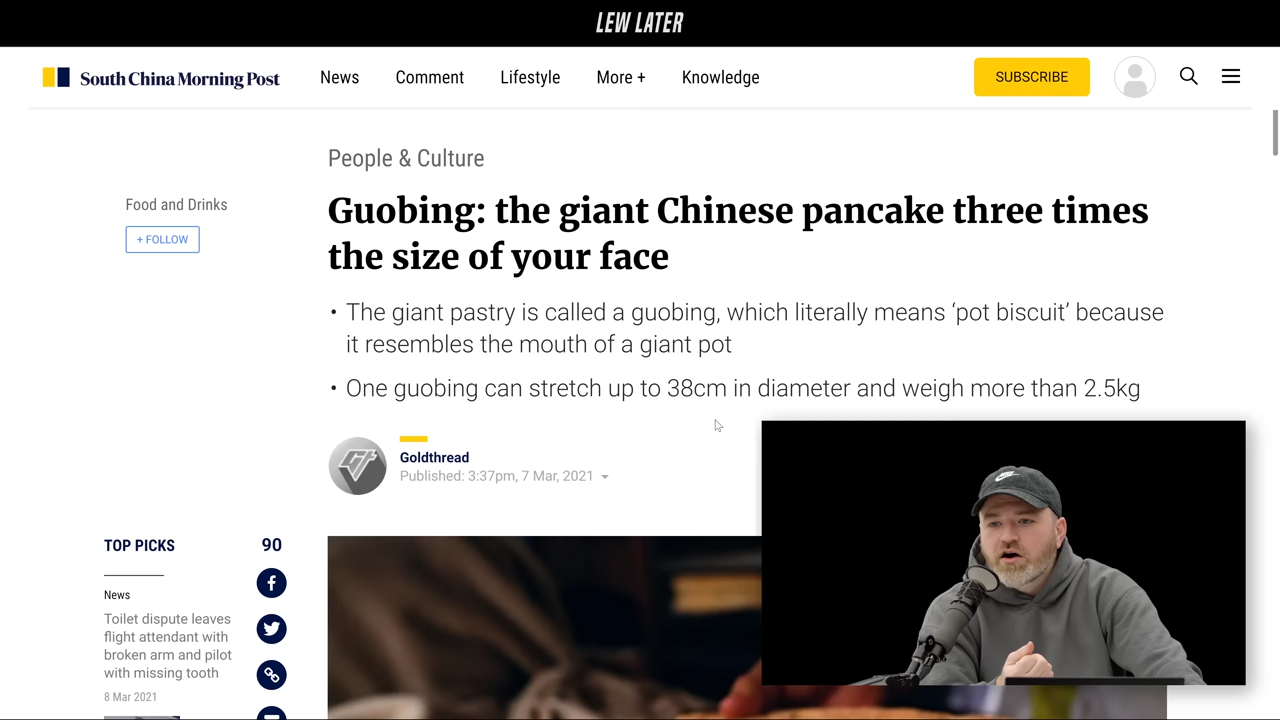 LEW LATER
South China Morning Post
News
Comment
Lifestyle
More +
Knowledge
SUBSCRIBE
People & Culture
Food and Drinks
+ FOLLOW
Guobing: the giant Chinese pancake three times
the size of your face
• The giant pastry is called a guobing, which literally means ‘pot biscuit’ because
it resembles the mouth of a giant pot
• One guobing can stretch up to 38cm in diameter and weigh more than 2.5kg
GT
Goldthread
Published: 3:37pm, 7 Mar, 2021
TOP PICKS
90
News
Toilet dispute leaves
flight attendant with
broken arm and pilot
with missing tooth
8 Mar 2021